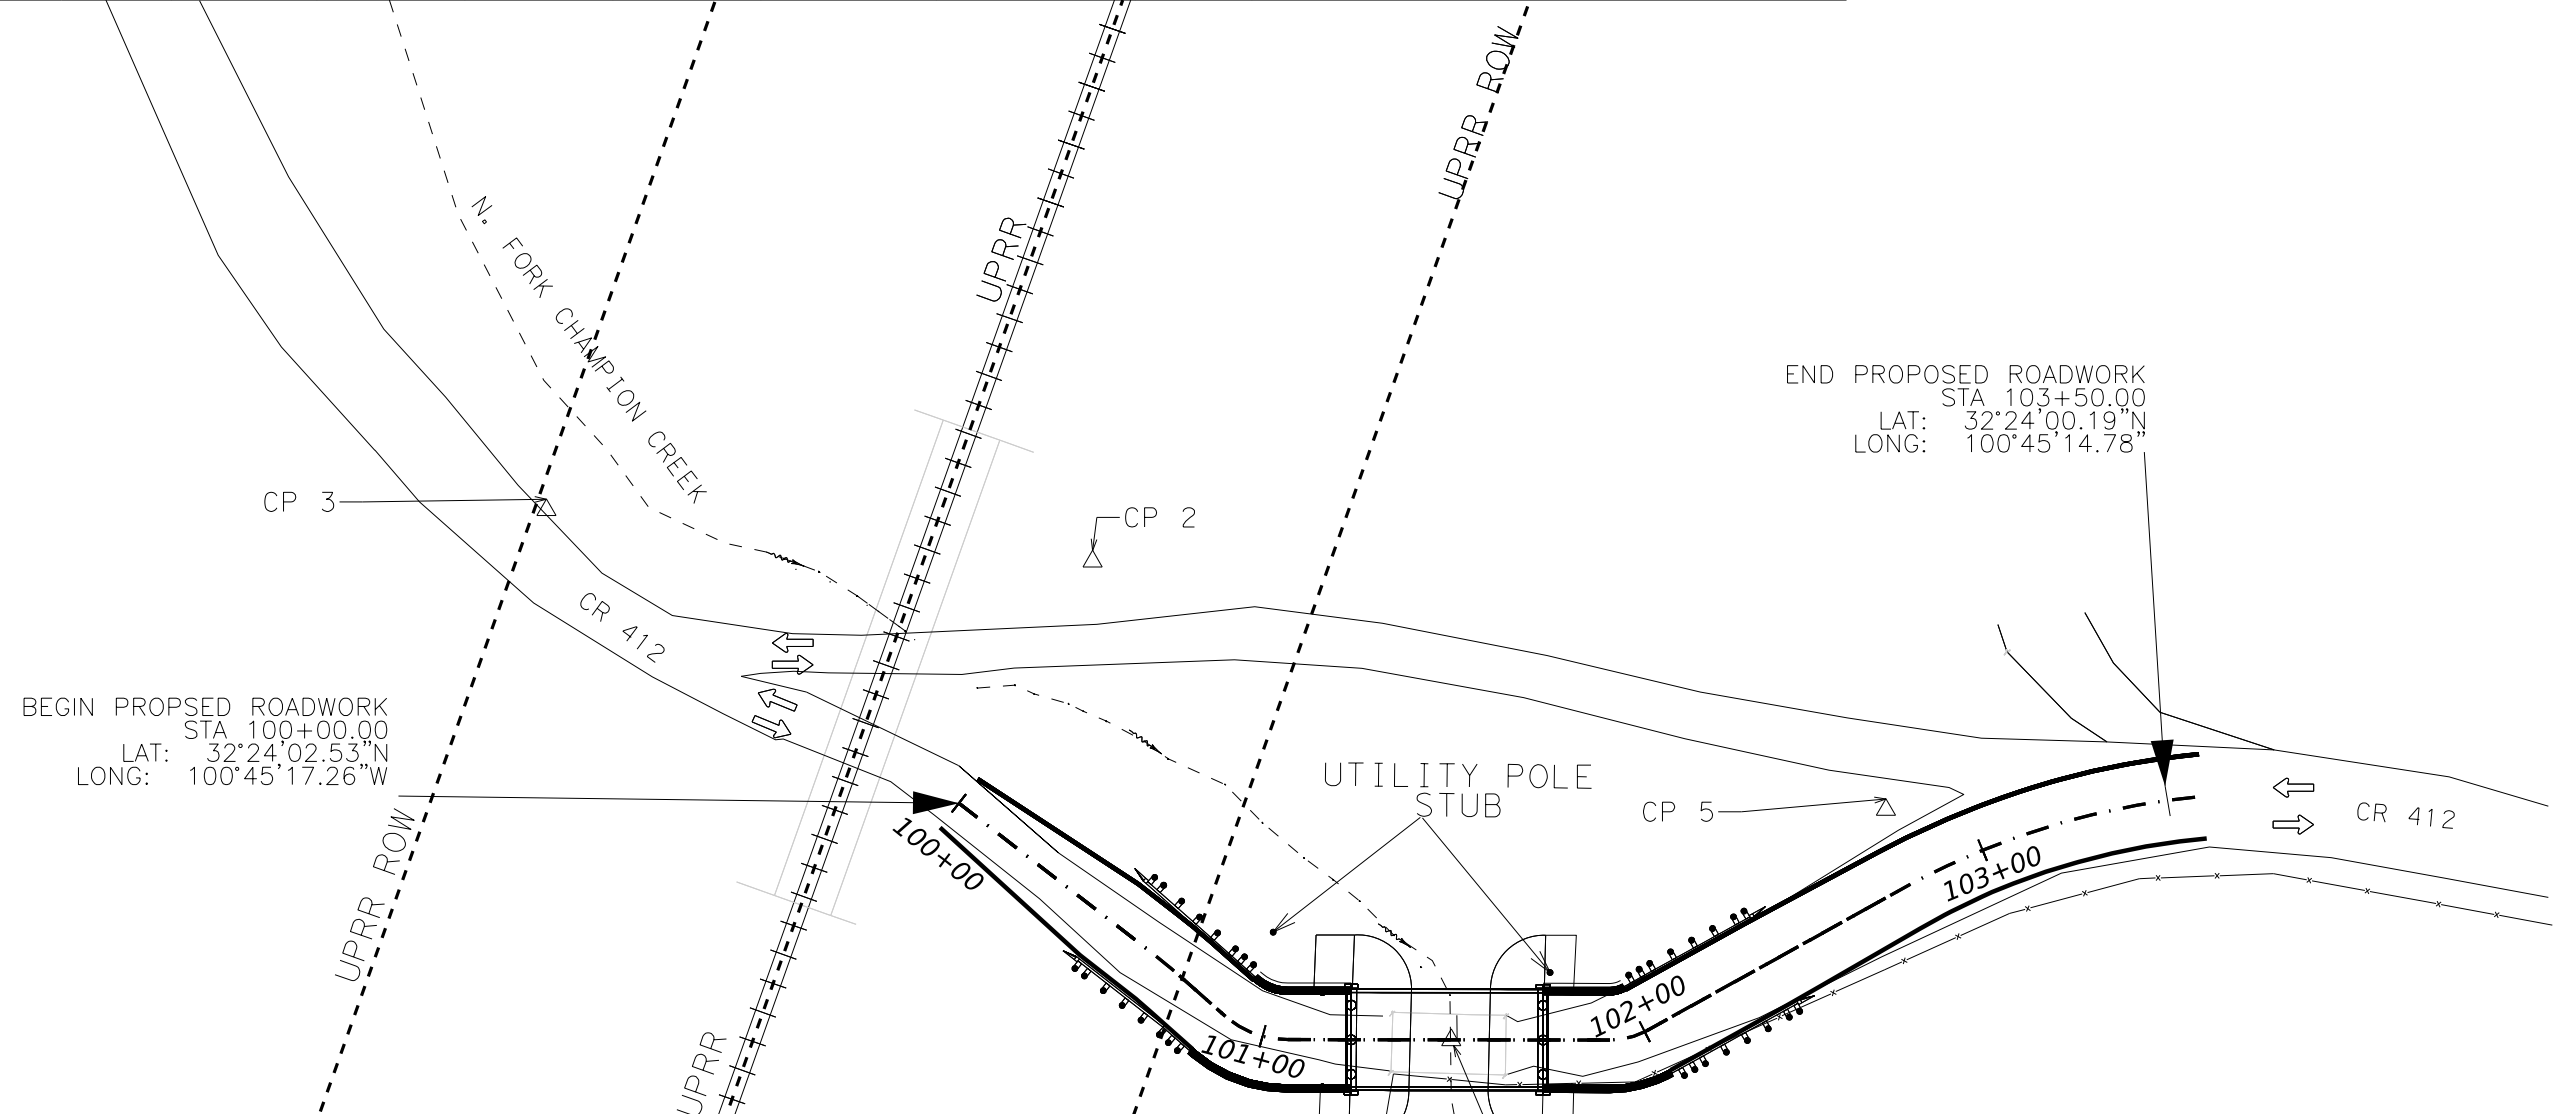 UPRR ROW
UPRR
N. FORK CHAMPION CREEK
END PROPOSED ROADWORK
STA 103+50.00
LAT: 32°24'00.19"N
LONG: 100°45'14.78"
CP 3
CP 2
CR 412
BEGIN PROPSED ROADWORK
STA 100+00.00
LAT: 32°24'02.53"N
LONG: 100°45'17.26"W
UTILITY POLE
STUB
CP 5
CR 412
100+00
103+00
UPRR ROW
102+00
101+00
UPRR